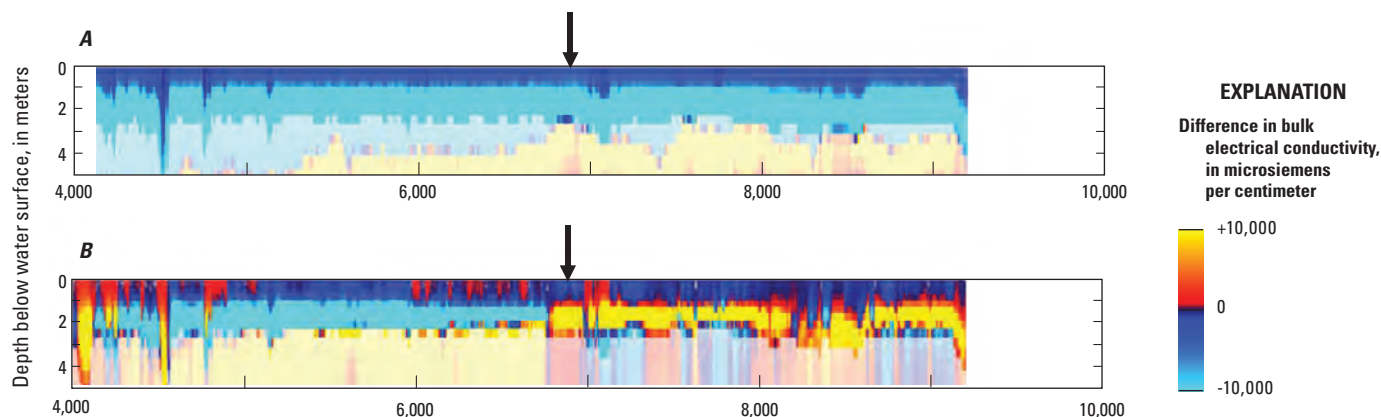 A
Depth below water surface, in meters
0
2
4
4,000
6,000
8,000
10,000
B
0
2
4
4,000
6,000
8,000
10,000
EXPLANATION
Difference in bulk
electrical conductivity,
in microsiemens
per centimeter
+10,000
0
-10,000